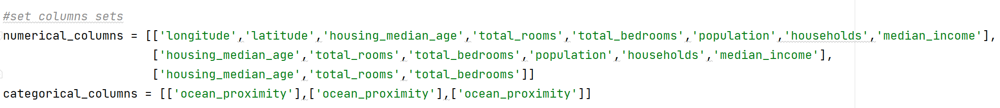 #set columns sets
numerical_columns = [['longitude','latitude','housing_median_age','total_rooms','total_bedrooms','population','households','median_income'],
['housing_median_age','total_rooms','total_bedrooms','population','households','median_income'],
['housing_median_age','total_rooms','total_bedrooms']]
categorical_columns = [['ocean_proximity'],['ocean_proximity'],['ocean_proximity']]